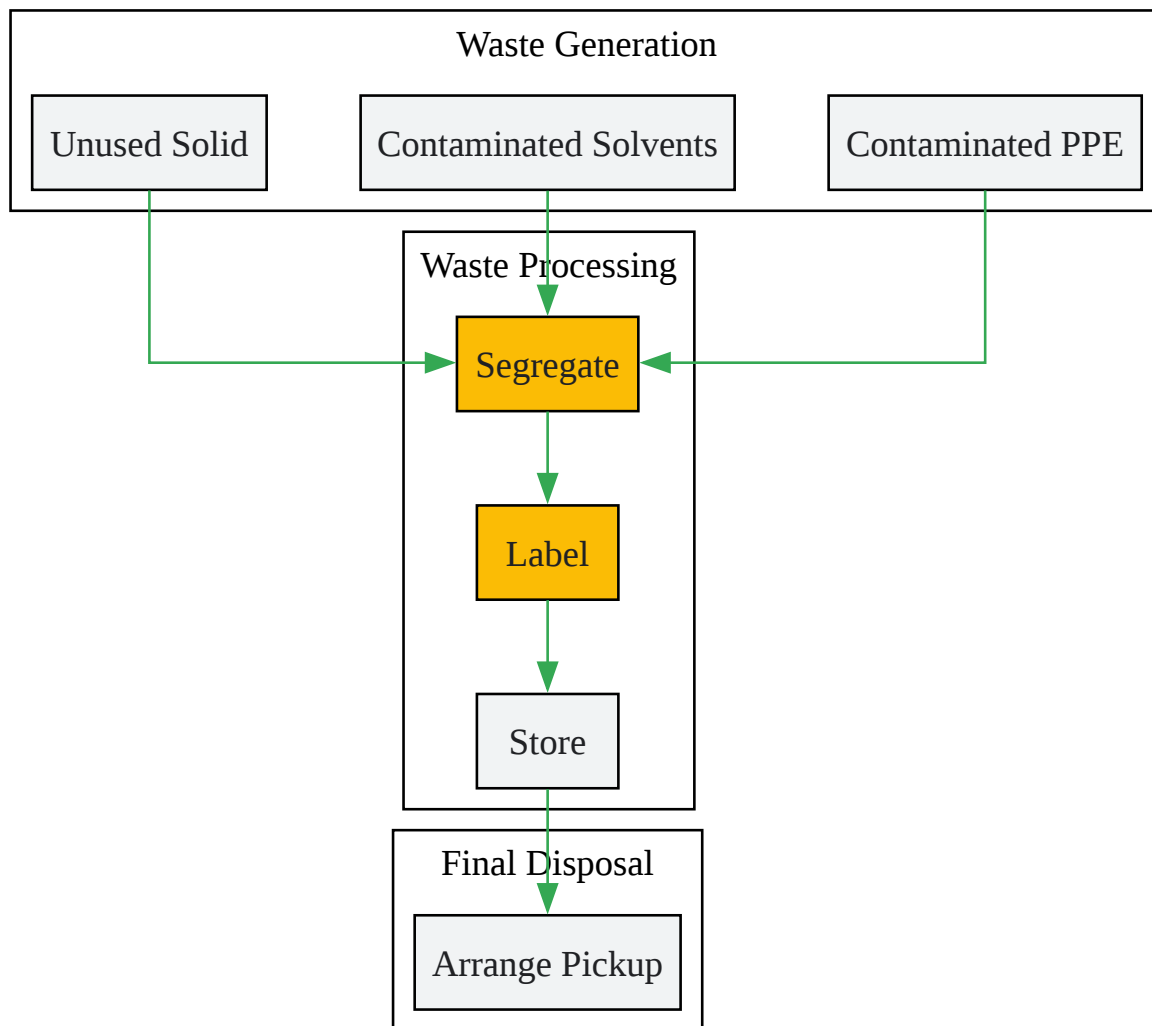 Waste Generation
Unused Solid
Contaminated Solvents
Contaminated PPE
Waste Processing
Segregate
Label
Store
Final Disposal
Arrange Pickup